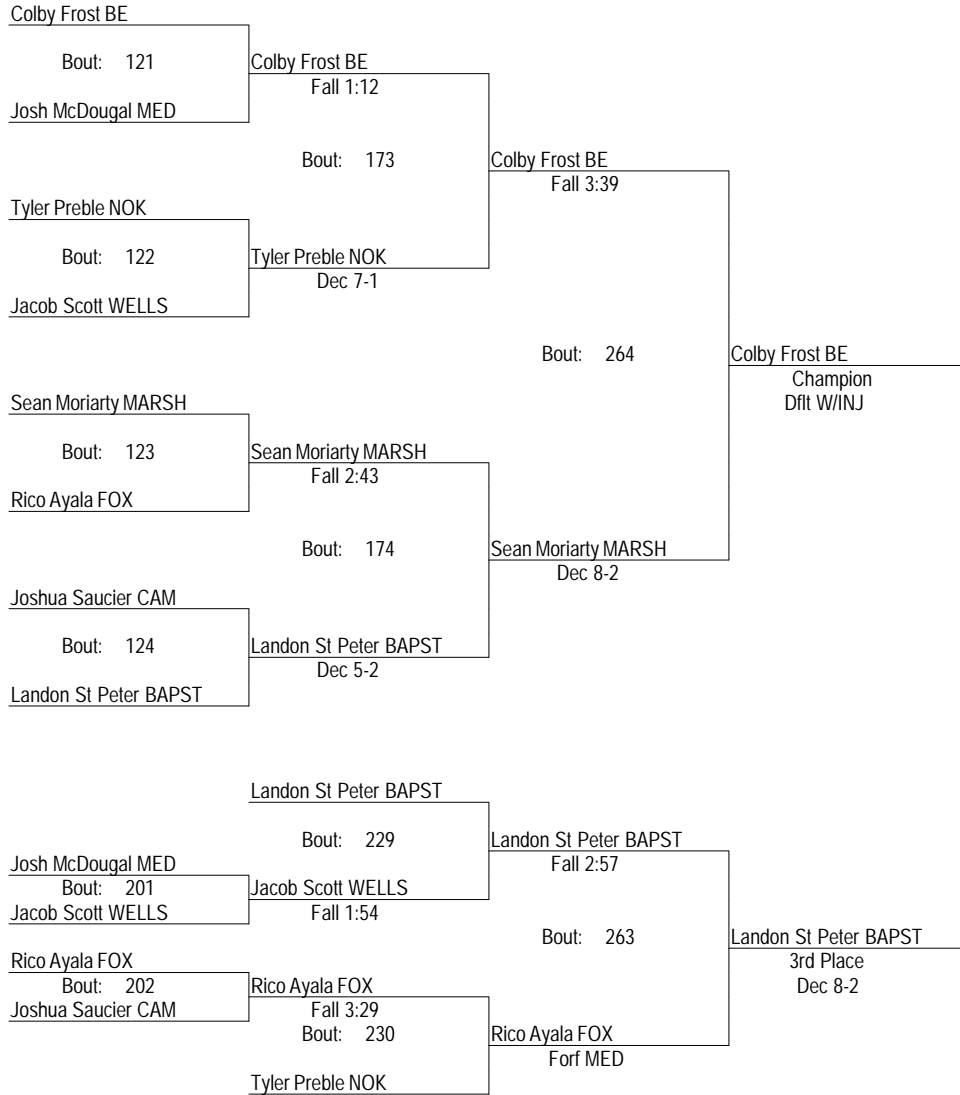 Colby Frost BE
Bout: 121
Colby Frost BE
Fall 1:12
Josh McDougal MED
Bout: 173
Colby Frost BE
Fall 3:39
Tyler Preble NOK
Bout: 122
Tyler Preble NOK
Dec 7-1
Jacob Scott WELLS
Bout: 264
Colby Frost BE
Champion
Dflt W/INJ
Sean Moriarty MARSH
Bout: 123
Sean Moriarty MARSH
Fall 2:43
Rico Ayala FOX
Bout: 174
Sean Moriarty MARSH
Dec 8-2
Joshua Saucier CAM
Bout: 124
Landon St Peter BAPST
Dec 5-2
Landon St Peter BAPST
Landon St Peter BAPST
Bout: 229
Landon St Peter BAPST
Fall 2:57
Josh McDougal MED
Bout: 201
Jacob Scott WELLS
Jacob Scott WELLS
Fall 1:54
Bout: 263
Landon St Peter BAPST
3rd Place
Dec 8-2
Rico Ayala FOX
Bout: 202
Rico Ayala FOX
Joshua Saucier CAM
Fall 3:29
Bout: 230
Rico Ayala FOX
Forf MED
Tyler Preble NOK